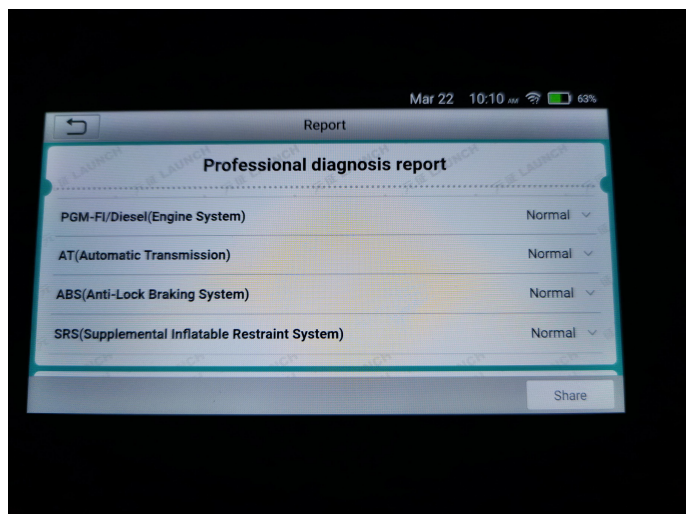 Mar 22 10:10 AM 63%
Report
Professional diagnosis report
PGM-FI/Diesel(Engine System) Normal
AT(Automatic Transmission) Normal
ABS(Anti-Lock Braking System) Normal
SRS(Supplemental Inflatable Restraint System) Normal
Share